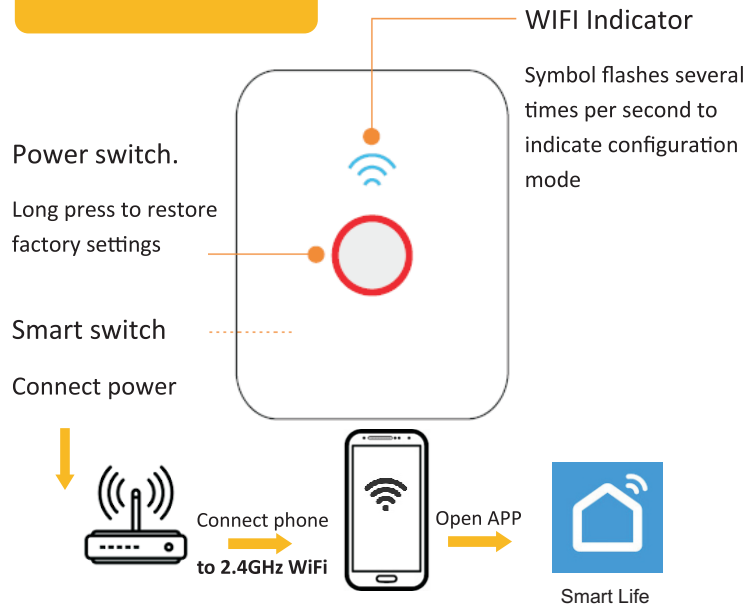 WIFI Indicator
Symbol flashes several
times per second to
indicate configuration
mode
Power switch.
Long press to restore
factory settings
Smart switch
Connect power
Connect phone
to 2.4GHz WiFi
Open APP
Smart Life